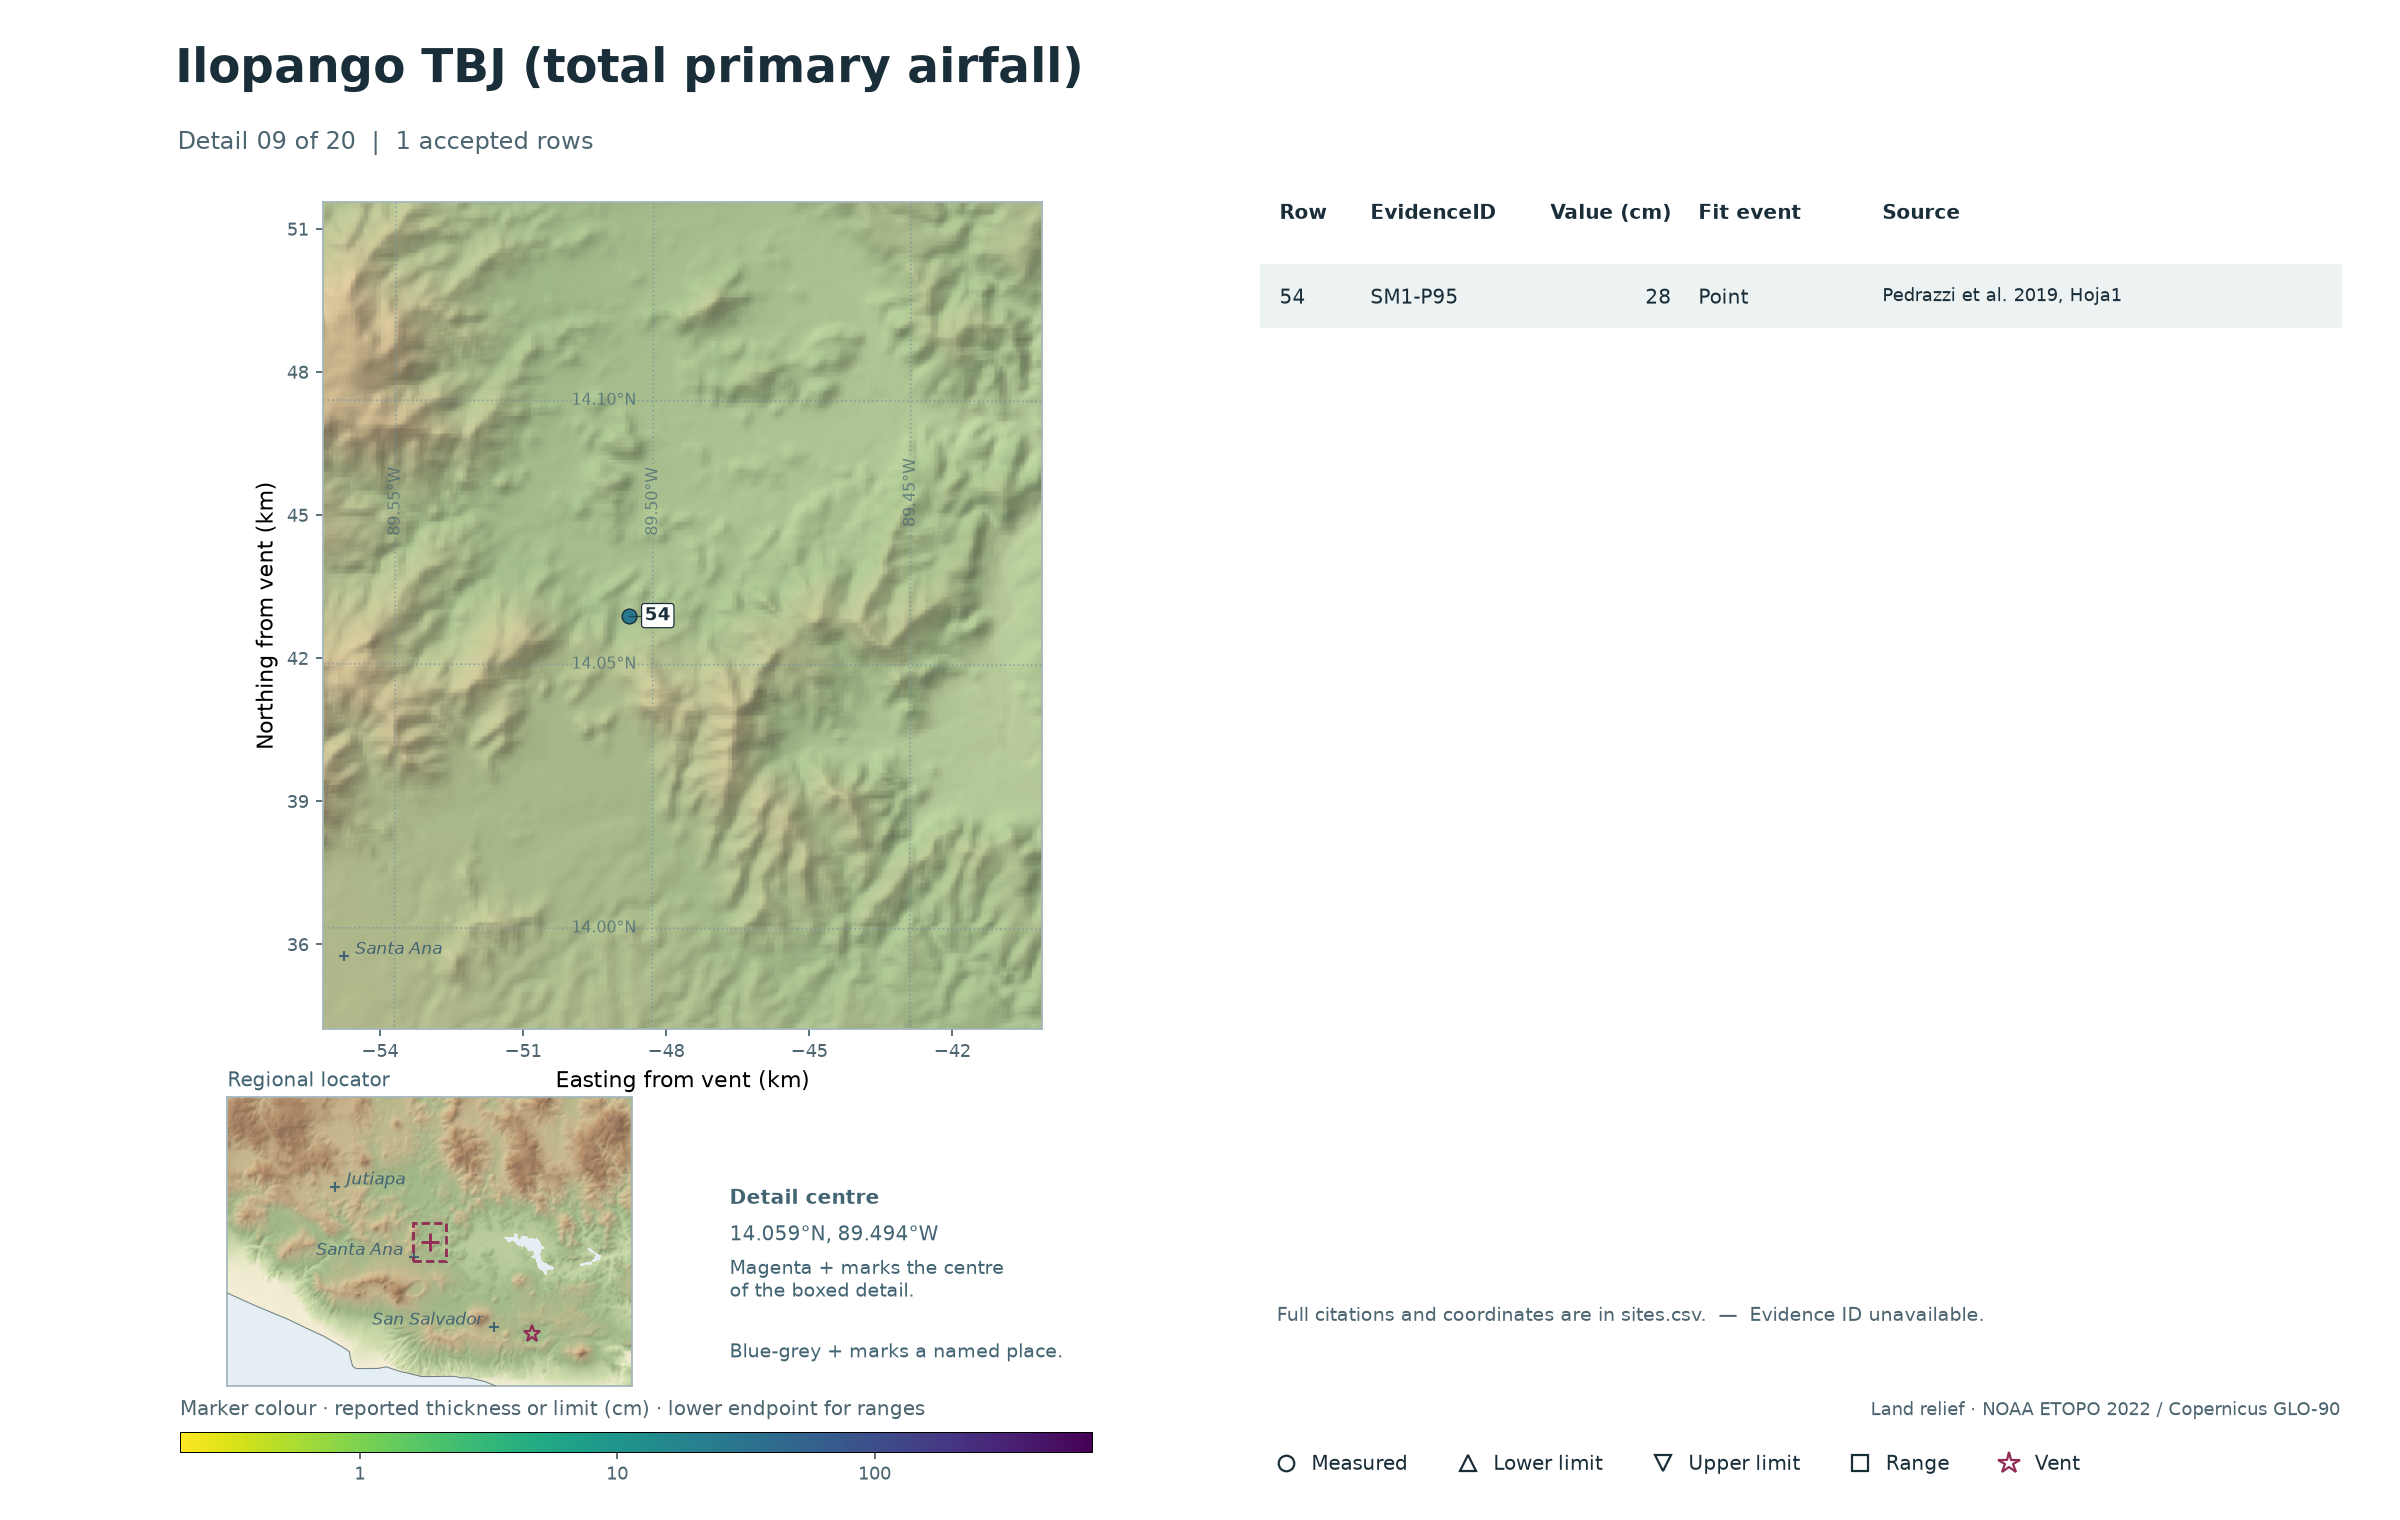 Ilopango TBJ (total primary airfall)
Detail 09 of 20 | 1 accepted rows
Row EvidenceID Value (cm) Fit event Source
54 SM1-P95 28 Point Pedrazzi et al. 2019, Hoja1
Northing from vent (km)
51
48
45
42
39
36
14.10°N
14.05°N
14.00°N
89.55°W
89.50°W
89.45°W
54
Santa Ana
−54 −51 −48 −45 −42
Easting from vent (km)
Regional locator
Jutiapa
Santa Ana
San Salvador
Detail centre
14.059°N, 89.494°W
Magenta + marks the centre
of the boxed detail.
Blue-grey + marks a named place.
Full citations and coordinates are in sites.csv. — Evidence ID unavailable.
Marker colour · reported thickness or limit (cm) · lower endpoint for ranges
1 10 100
Land relief · NOAA ETOPO 2022 / Copernicus GLO-90
Measured Lower limit Upper limit Range Vent